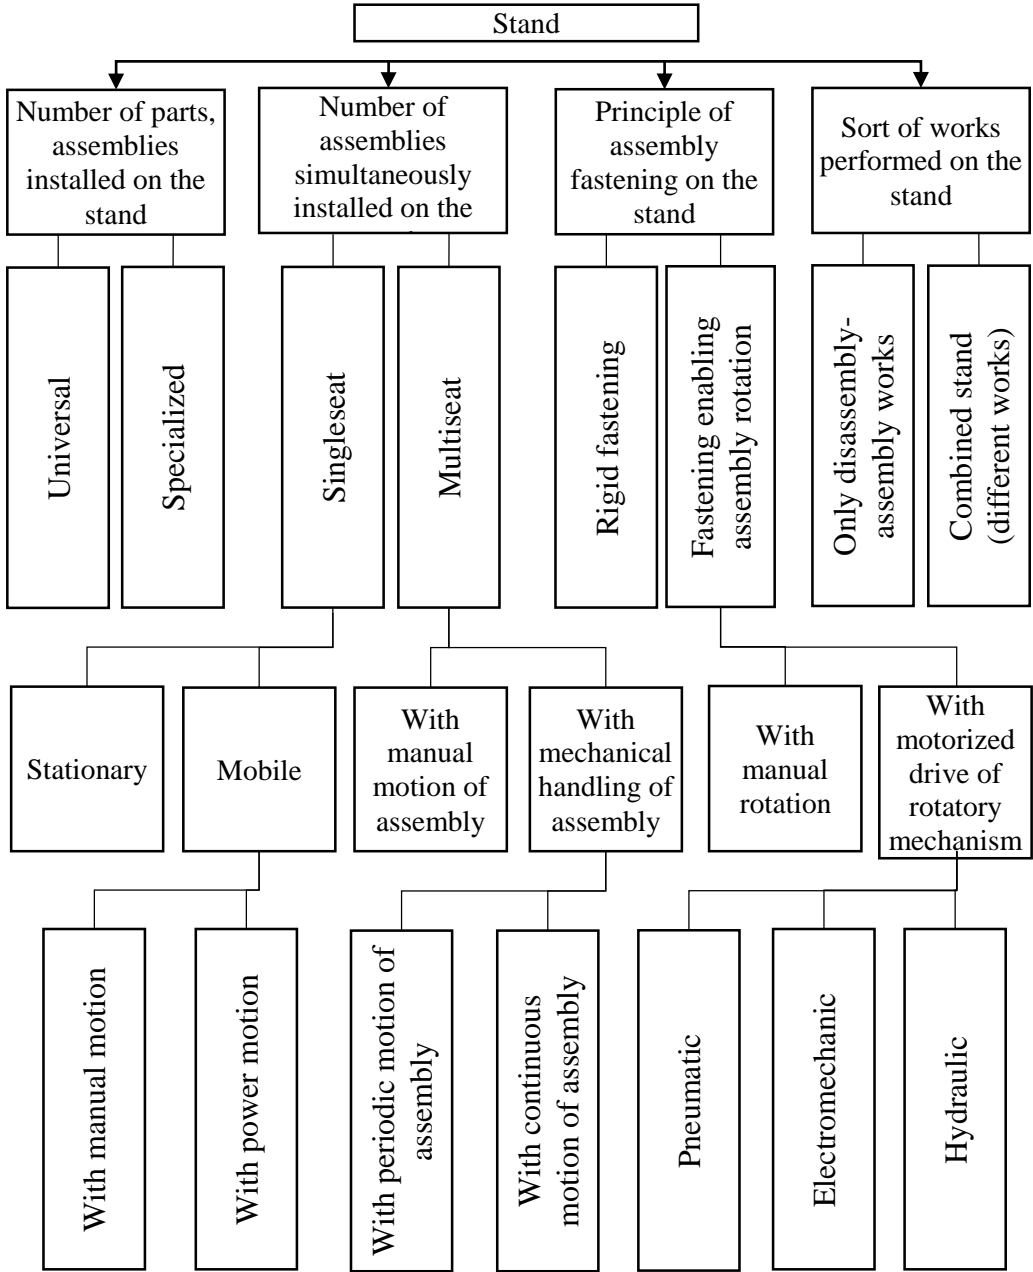 Stand
Number of parts,
assemblies
installed on the
stand
Number of
assemblies
simultaneously
installed on the
Principle of
assembly
fastening on the
stand
Sort of works
performed on the
stand
Universal
Specialized
Singleseat
Multiseat
Rigid fastening
Fastening enabling
assembly rotation
Only disassembly-
assembly works
Combined stand
(different works)
Stationary
Mobile
With
manual
motion of
assembly
With
mechanical
handling of
assembly
With
manual
rotation
With
motorized
drive of
rotatory
mechanism
With manual motion
With power motion
With periodic motion of
assembly
With continuous
motion of assembly
Pneumatic
Electromechanic
Hydraulic